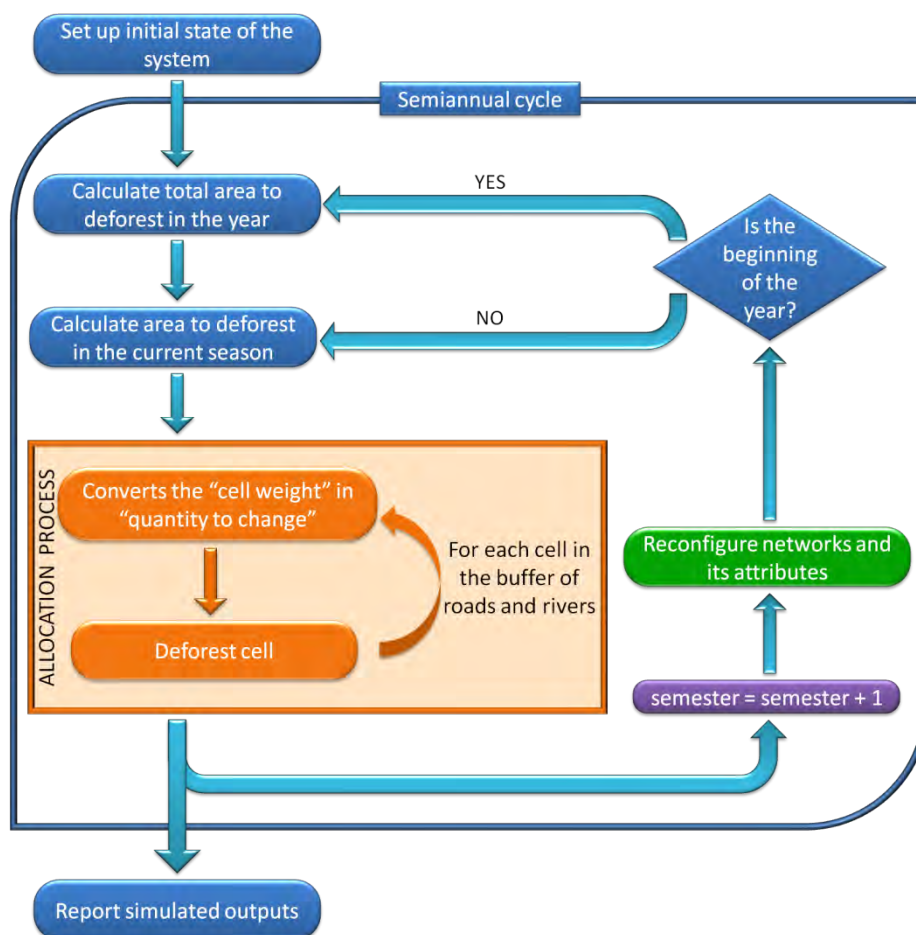 Set up initial state of the
system
Semiannual cycle
Calculate total area to
deforest in the year
YES
Is the
beginning
of the
year?
Calculate area to deforest
in the current season
NO
ALLOCATION PROCESS
Converts the “cell weight” in
“quantity to change”
For each cell in
the buffer of
roads and rivers
Deforest cell
Reconfigure networks and
its attributes
semester = semester + 1
Report simulated outputs